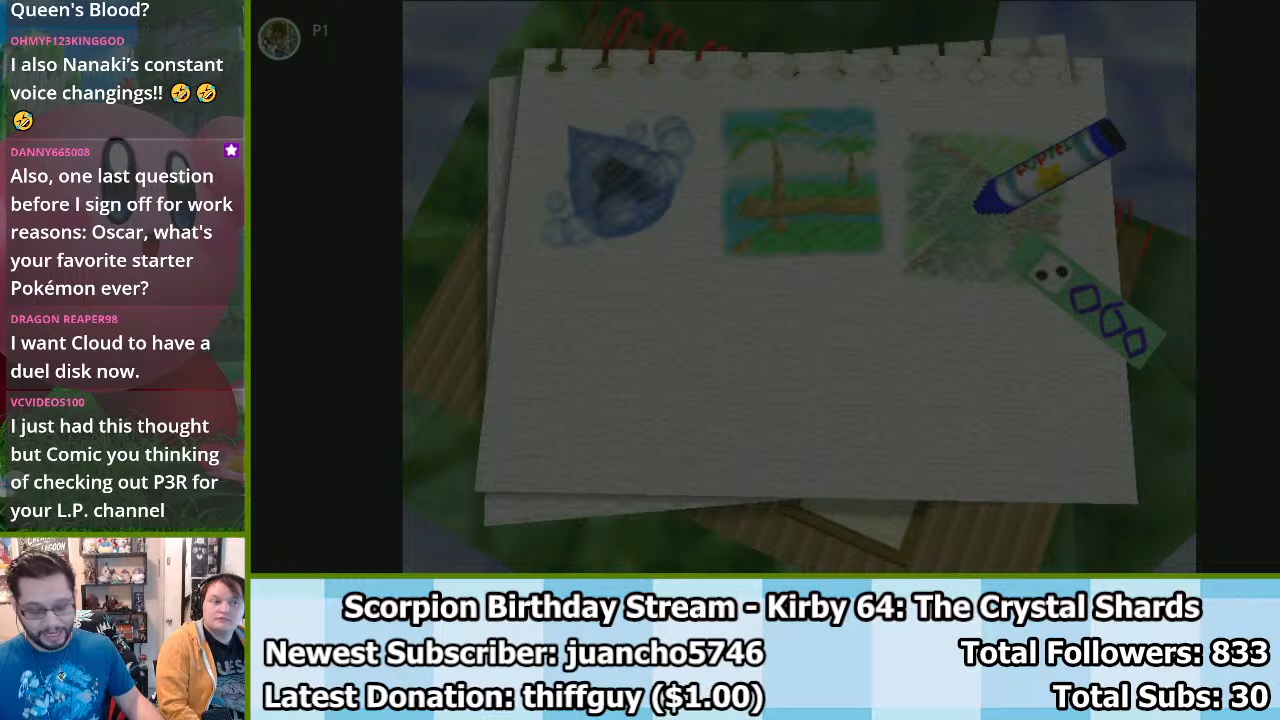 Queen's Blood?
OHMYF123KINGGOD
I also Nanaki's constant
voice changings!! 🤣 🤣
🤣
DANNY665008
Also, one last question
before I sign off for work
reasons: Oscar, what's
your favorite starter
Pokémon ever?
DRAGON REAPER98
I want Cloud to have a
duel disk now.
VCVIDEOS100
I just had this thought
but Comic you thinking
of checking out P3R for
your L.P. channel
P1
Scorpion Birthday Stream - Kirby 64: The Crystal Shards
Newest Subscriber: juancho5746
Total Followers: 833
Latest Donation: thiffguy ($1.00)
Total Subs: 30